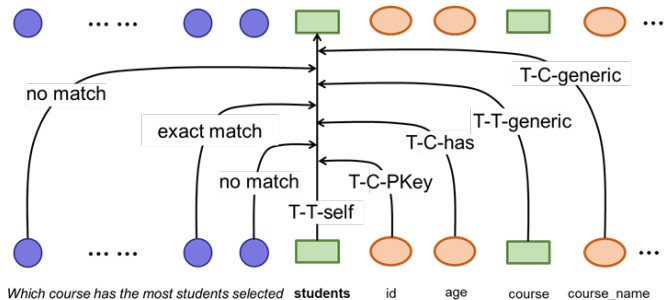 ... ... ...
T-C-generic
no match
T-T-generic
exact match
T-C-has
no match
T-C-PKey
T-T-self
... ... ...
Which course has the most students selected students id age course course_name